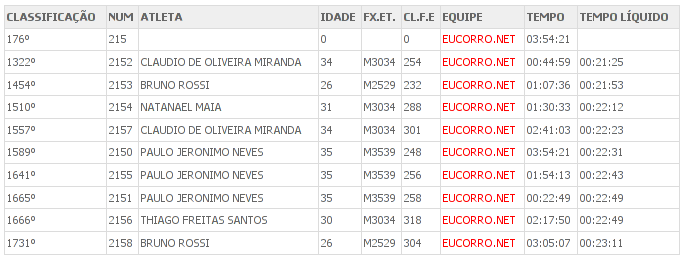 CLASSIFICAÇÃO NUM ATLETA IDADE FX.ET. CL.F.E EQUIPE TEMPO TEMPO LÍQUIDO
176º 215 0 0 EUCORRO.NET 03:54:21
1322º 2152 CLAUDIO DE OLIVEIRA MIRANDA 34 M3034 254 EUCORRO.NET 00:44:59 00:21:25
1454º 2153 BRUNO ROSSI 26 M2529 232 EUCORRO.NET 01:07:36 00:21:53
1510º 2154 NATANAEL MAIA 31 M3034 288 EUCORRO.NET 01:30:33 00:22:12
1557º 2157 CLAUDIO DE OLIVEIRA MIRANDA 34 M3034 301 EUCORRO.NET 02:41:03 00:22:23
1589º 2150 PAULO JERONIMO NEVES 35 M3539 248 EUCORRO.NET 03:54:21 00:22:31
1641º 2155 PAULO JERONIMO NEVES 35 M3539 256 EUCORRO.NET 01:54:13 00:22:43
1665º 2151 PAULO JERONIMO NEVES 35 M3539 258 EUCORRO.NET 00:22:49 00:22:49
1666º 2156 THIAGO FREITAS SANTOS 30 M3034 318 EUCORRO.NET 02:17:50 00:22:49
1731º 2158 BRUNO ROSSI 26 M2529 304 EUCORRO.NET 03:05:07 00:23:11